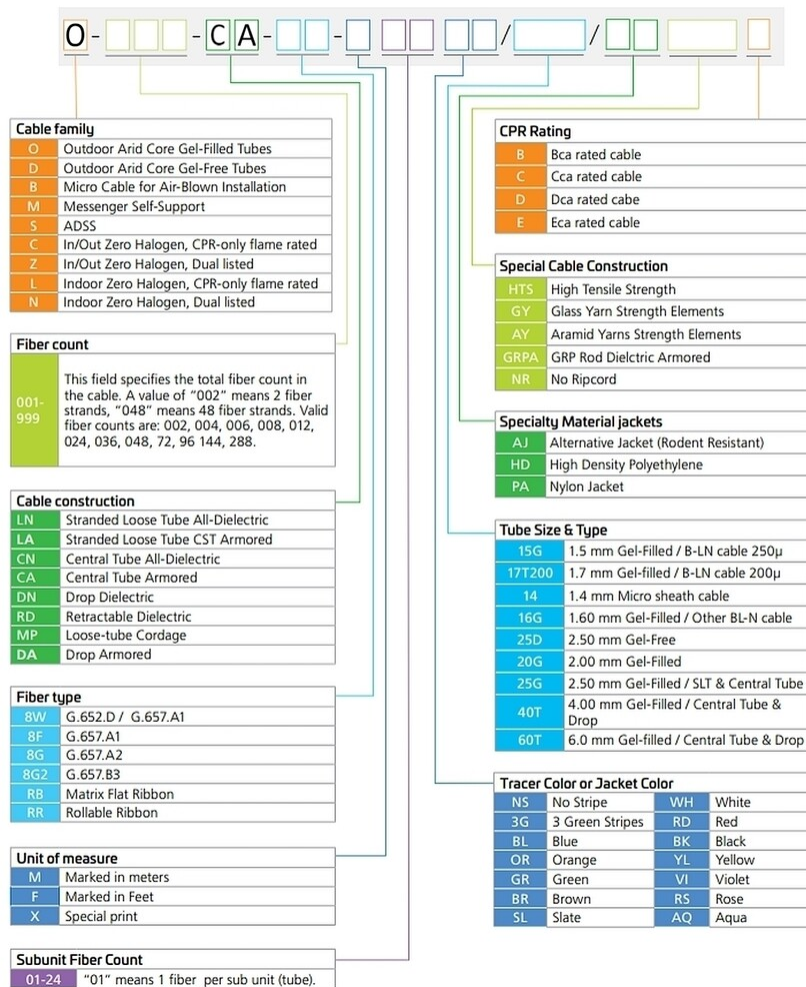 O - - C A - - / /
Cable family
O Outdoor Arid Core Gel-Filled Tubes
D Outdoor Arid Core Gel-Free Tubes
B Micro Cable for Air-Blown Installation
M Messenger Self-Support
S ADSS
C In/Out Zero Halogen, CPR-only flame rated
Z In/Out Zero Halogen, Dual listed
L Indoor Zero Halogen, CPR-only flame rated
N Indoor Zero Halogen, Dual listed
Fiber count
001-
999
This field specifies the total fiber count in
the cable. A value of "002" means 2 fiber
strands, "048" means 48 fiber strands. Valid
fiber counts are: 002, 004, 006, 008, 012,
024, 036, 048, 72, 96 144, 288.
Cable construction
LN Stranded Loose Tube All-Dielectric
LA Stranded Loose Tube CST Armored
CN Central Tube All-Dielectric
CA Central Tube Armored
DN Drop Dielectric
RD Retractable Dielectric
MP Loose-tube Cordage
DA Drop Armored
Fiber type
8W G.652.D / G.657.A1
8F G.657.A1
8G G.657.A2
8G2 G.657.B3
RB Matrix Flat Ribbon
RR Rollable Ribbon
Unit of measure
M Marked in meters
F Marked in Feet
X Special print
Subunit Fiber Count
01-24 "01" means 1 fiber per sub unit (tube).
CPR Rating
B Bca rated cable
C Cca rated cable
D Dca rated cabe
E Eca rated cable
Special Cable Construction
HTS High Tensile Strength
GY Glass Yarn Strength Elements
AY Aramid Yarns Strength Elements
GRPA GRP Rod Dielctric Armored
NR No Ripcord
Specialty Material jackets
AJ Alternative Jacket (Rodent Resistant)
HD High Density Polyethylene
PA Nylon Jacket
Tube Size & Type
15G 1.5 mm Gel-Filled / B-LN cable 250µ
17T200 1.7 mm Gel-filled / B-LN cable 200µ
14 1.4 mm Micro sheath cable
16G 1.60 mm Gel-Filled / Other BL-N cable
25D 2.50 mm Gel-Free
20G 2.00 mm Gel-Filled
25G 2.50 mm Gel-Filled / SLT & Central Tube
40T 4.00 mm Gel-Filled / Central Tube &
Drop
60T 6.0 mm Gel-filled / Central Tube & Drop
Tracer Color or Jacket Color
NS No Stripe WH White
3G 3 Green Stripes RD Red
BL Blue BK Black
OR Orange YL Yellow
GR Green VI Violet
BR Brown RS Rose
SL Slate AQ Aqua